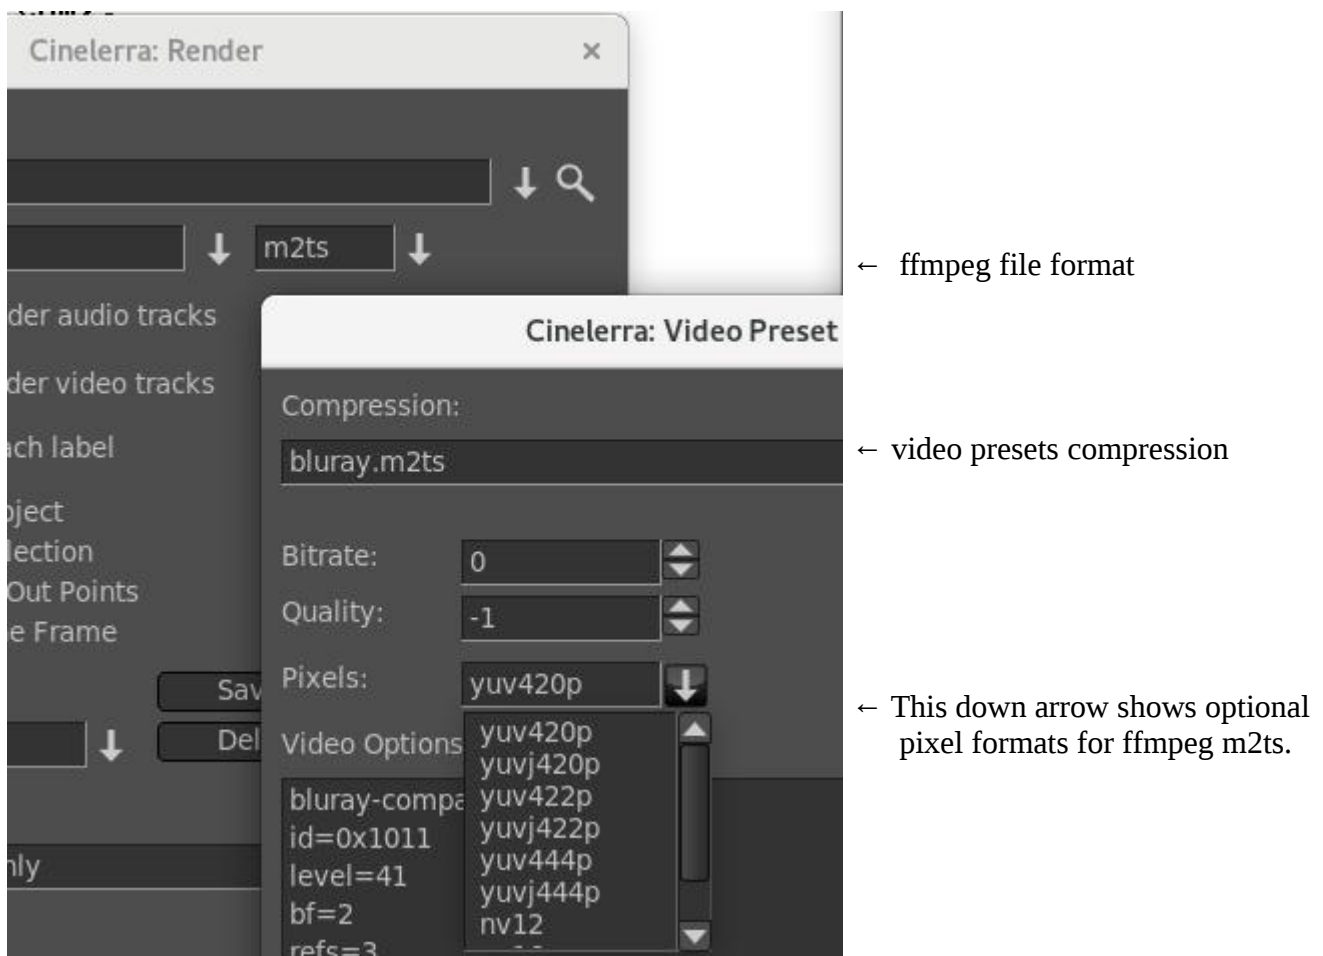 Cinelerra: Render
m2ts
← ffmpeg file format
der audio tracks
Cinelerra: Video Preset
der video tracks
Compression:
ach label
bluray.m2ts
← video presets compression
oject
lection
Out Points
e Frame
Bitrate: 0
Quality: -1
Pixels: yuv420p
Sav
Del
← This down arrow shows optional
pixel formats for ffmpeg m2ts.
Video Options
yuv420p
yuvj420p
yuv422p
yuvj422p
yuv444p
yuvj444p
nv12
bluray-compa
id=0x1011
level=41
bf=2
refs=3
nly